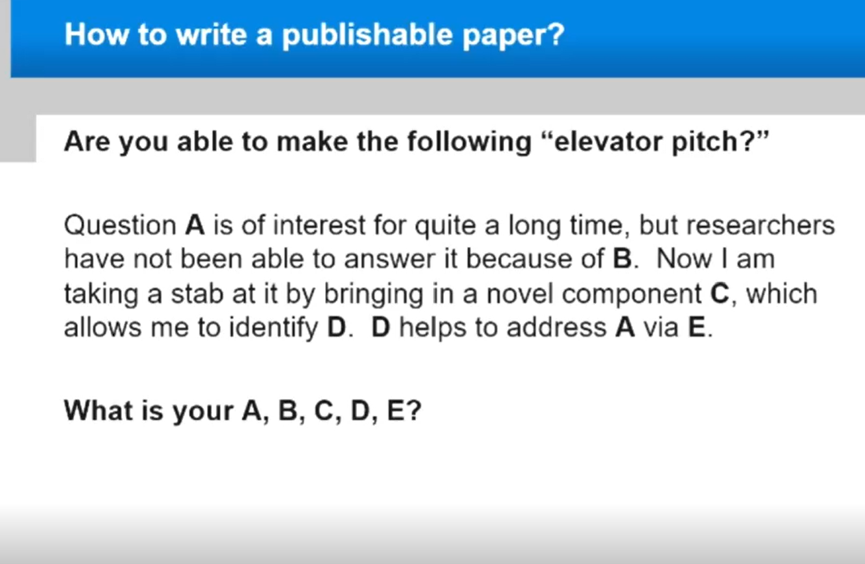 How to write a publishable paper?
Are you able to make the following “elevator pitch?”
Question A is of interest for quite a long time, but researchers
have not been able to answer it because of B.  Now I am
taking a stab at it by bringing in a novel component C, which
allows me to identify D.  D helps to address A via E.
What is your A, B, C, D, E?